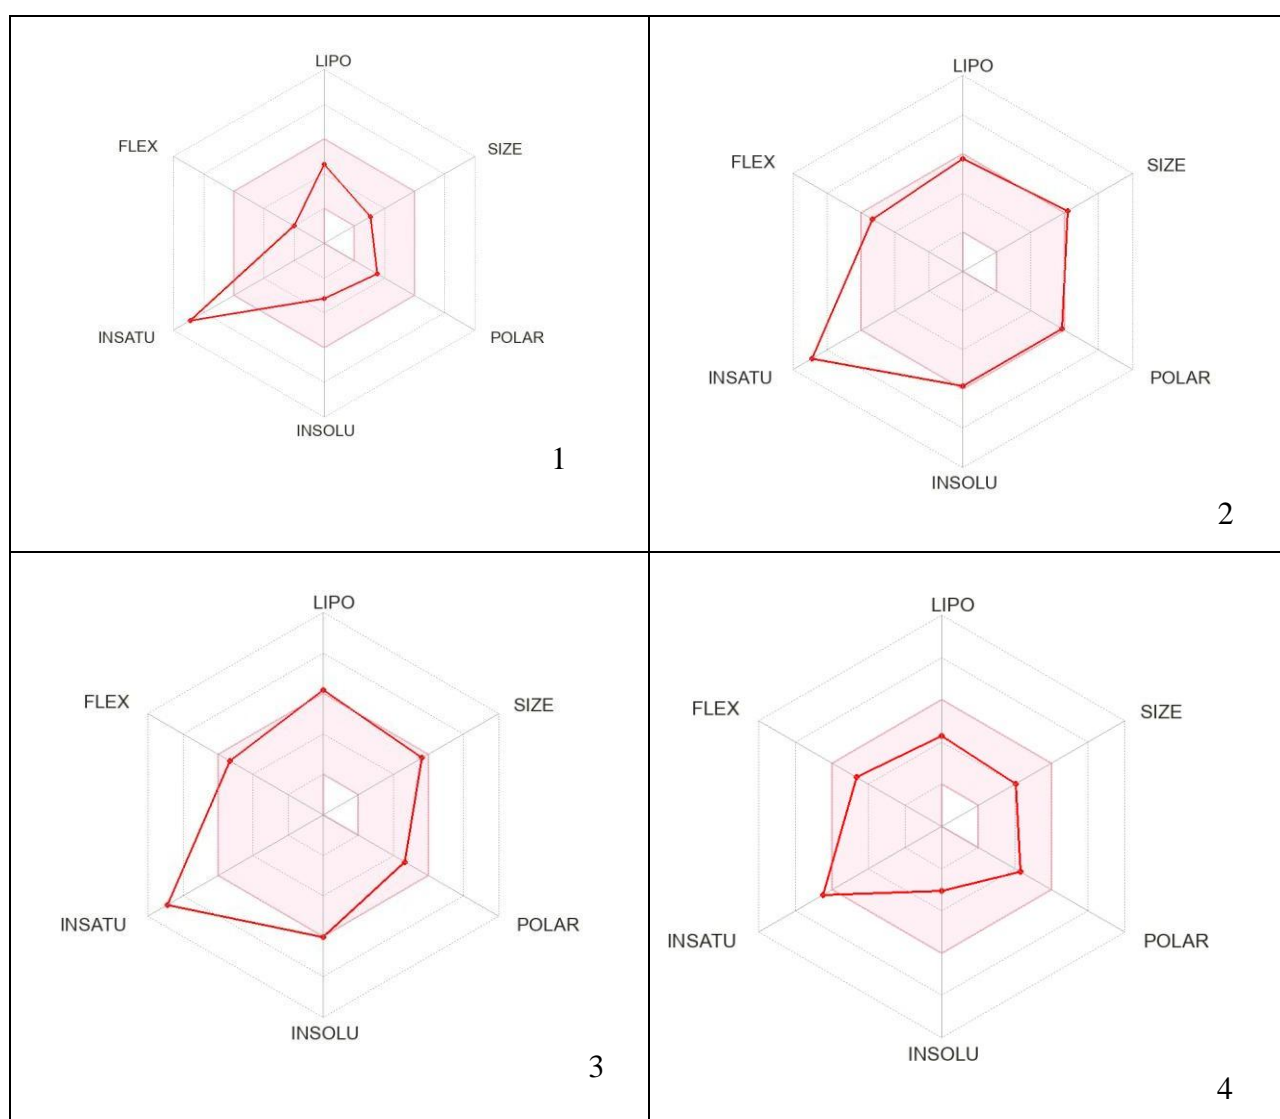 LIPO
FLEX
SIZE
INSATU
POLAR
INSOLU
1
LIPO
FLEX
SIZE
INSATU
POLAR
INSOLU
2
LIPO
FLEX
SIZE
INSATU
POLAR
INSOLU
3
LIPO
FLEX
SIZE
INSATU
POLAR
INSOLU
4